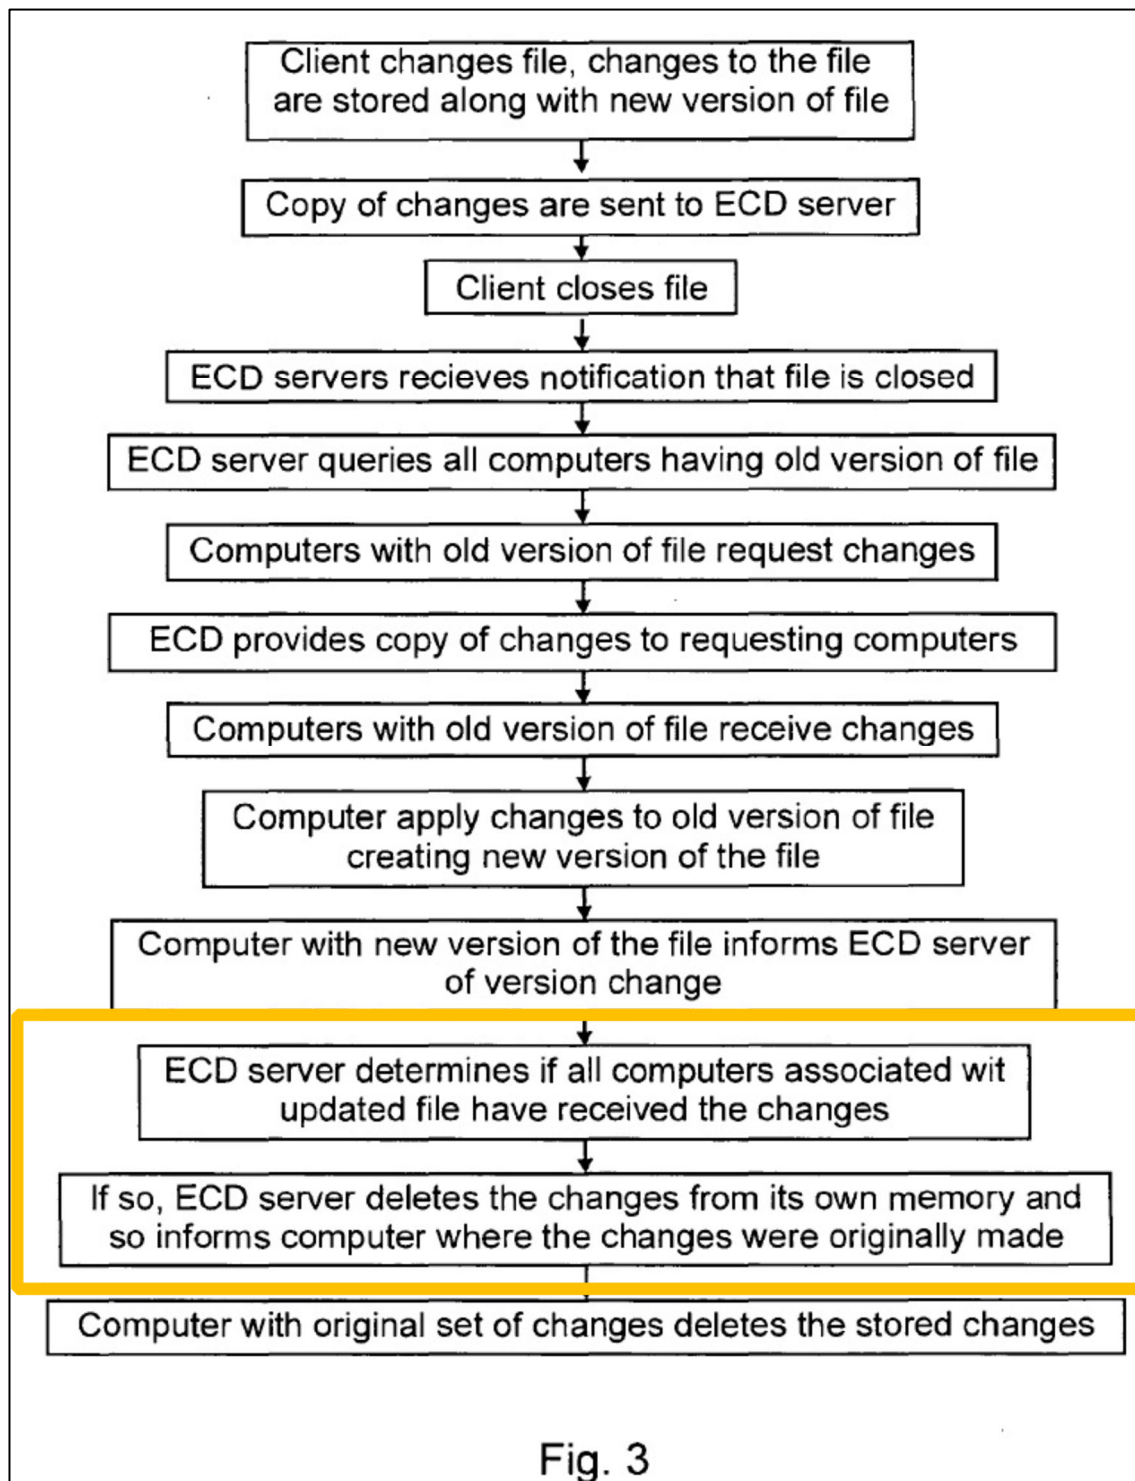 Client changes file, changes to the file
are stored along with new version of file
Copy of changes are sent to ECD server
Client closes file
ECD servers recieves notification that file is closed
ECD server queries all computers having old version of file
Computers with old version of file request changes
ECD provides copy of changes to requesting computers
Computers with old version of file receive changes
Computer apply changes to old version of file
creating new version of the file
Computer with new version of the file informs ECD server
of version change
ECD server determines if all computers associated wit
updated file have received the changes
If so, ECD server deletes the changes from its own memory and
so informs computer where the changes were originally made
Computer with original set of changes deletes the stored changes
Fig. 3